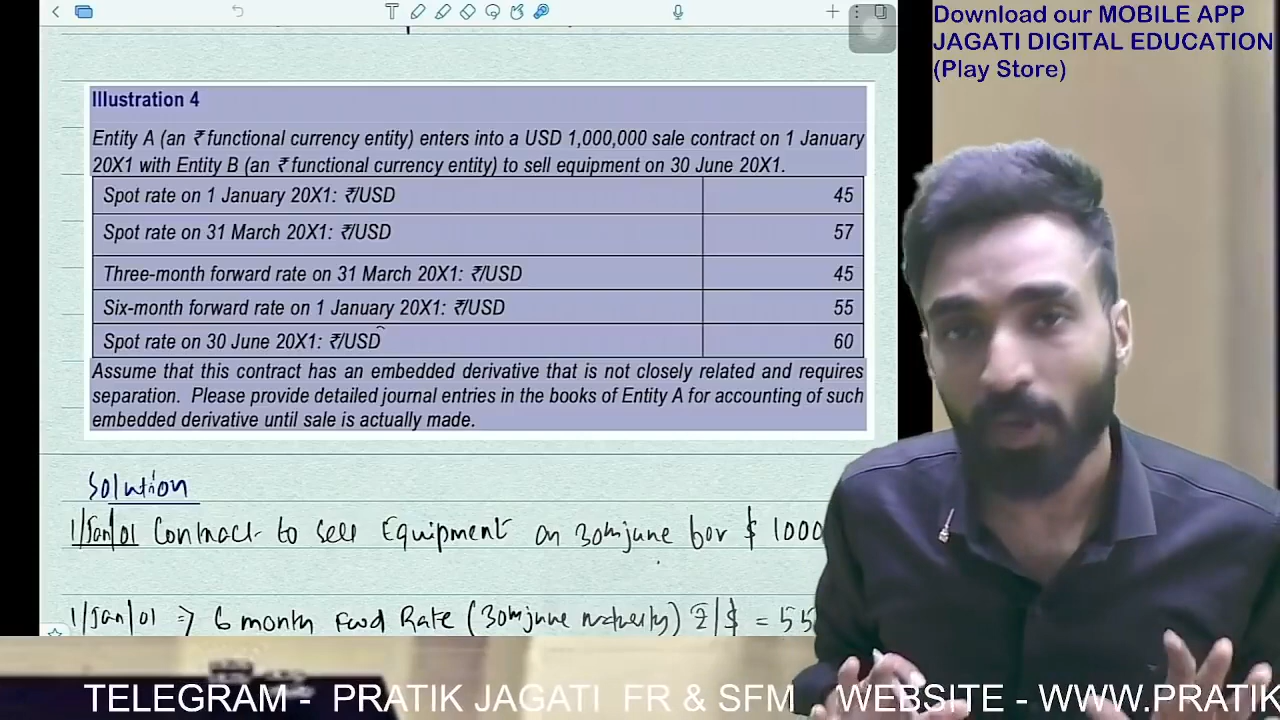 Download our MOBILE APP
JAGATI DIGITAL EDUCATION
(Play Store)
Illustration 4
Entity A (an ₹ functional currency entity) enters into a USD 1,000,000 sale contract on 1 January
20X1 with Entity B (an ₹ functional currency entity) to sell equipment on 30 June 20X1.
Spot rate on 1 January 20X1: ₹/USD 45
Spot rate on 31 March 20X1: ₹/USD 57
Three-month forward rate on 31 March 20X1: ₹/USD 45
Six-month forward rate on 1 January 20X1: ₹/USD 55
Spot rate on 30 June 20X1: ₹/USD 60
Assume that this contract has an embedded derivative that is not closely related and requires
separation. Please provide detailed journal entries in the books of Entity A for accounting of such
embedded derivative until sale is actually made.
Solution
1/Jan/01 Contract to sell Equipment on 30th june for $ 1000
1/Jan/01 => 6 month Fwd Rate (30th june maturity) ₹/$ = 55
TELEGRAM - PRATIK JAGATI FR & SFM WEBSITE - WWW.PRATIK